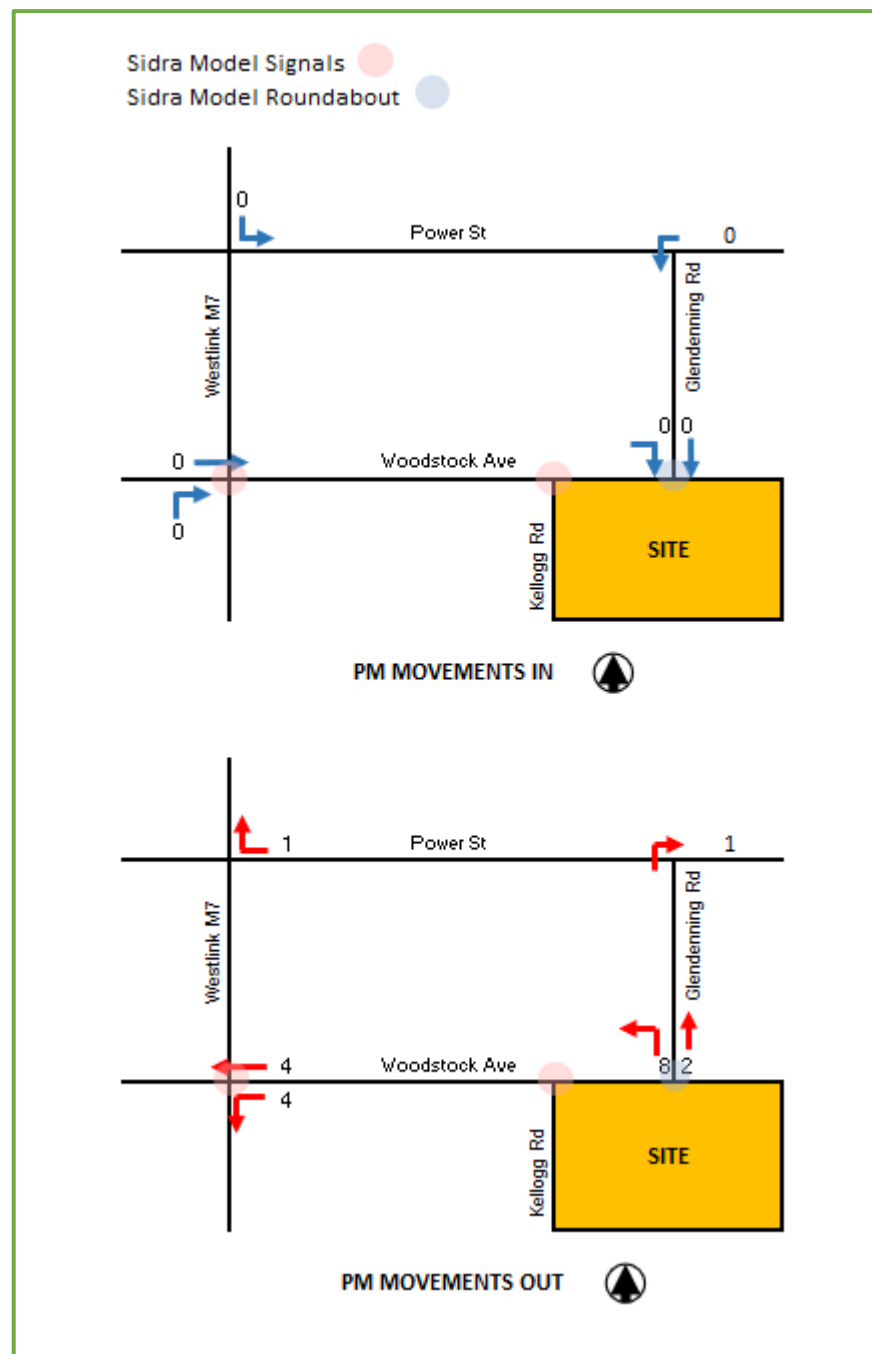 Sidra Model Signals
Sidra Model Roundabout
0
Power St
0
Westlink M7
Glendenning Rd
0 0
0
Woodstock Ave
0
Kellogg Rd
SITE
PM MOVEMENTS IN
1
Power St
1
Westlink M7
Glendenning Rd
4
Woodstock Ave
8 2
4
Kellogg Rd
SITE
PM MOVEMENTS OUT